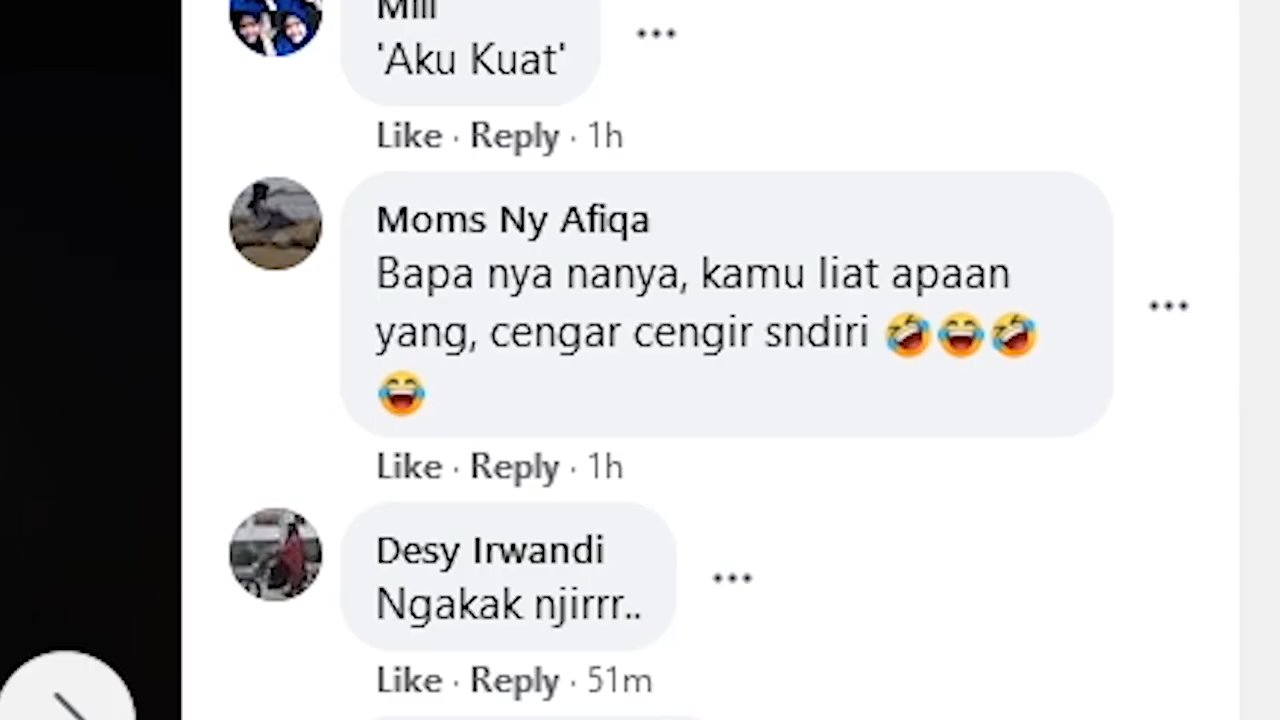 Mili
'Aku Kuat'
Like · Reply · 1h
Moms Ny Afiqa
Bapa nya nanya, kamu liat apaan
yang, cengar cengir sndiri 🤣😂🤣
😂
Like · Reply · 1h
Desy Irwandi
Ngakak njirrr..
Like · Reply · 51m